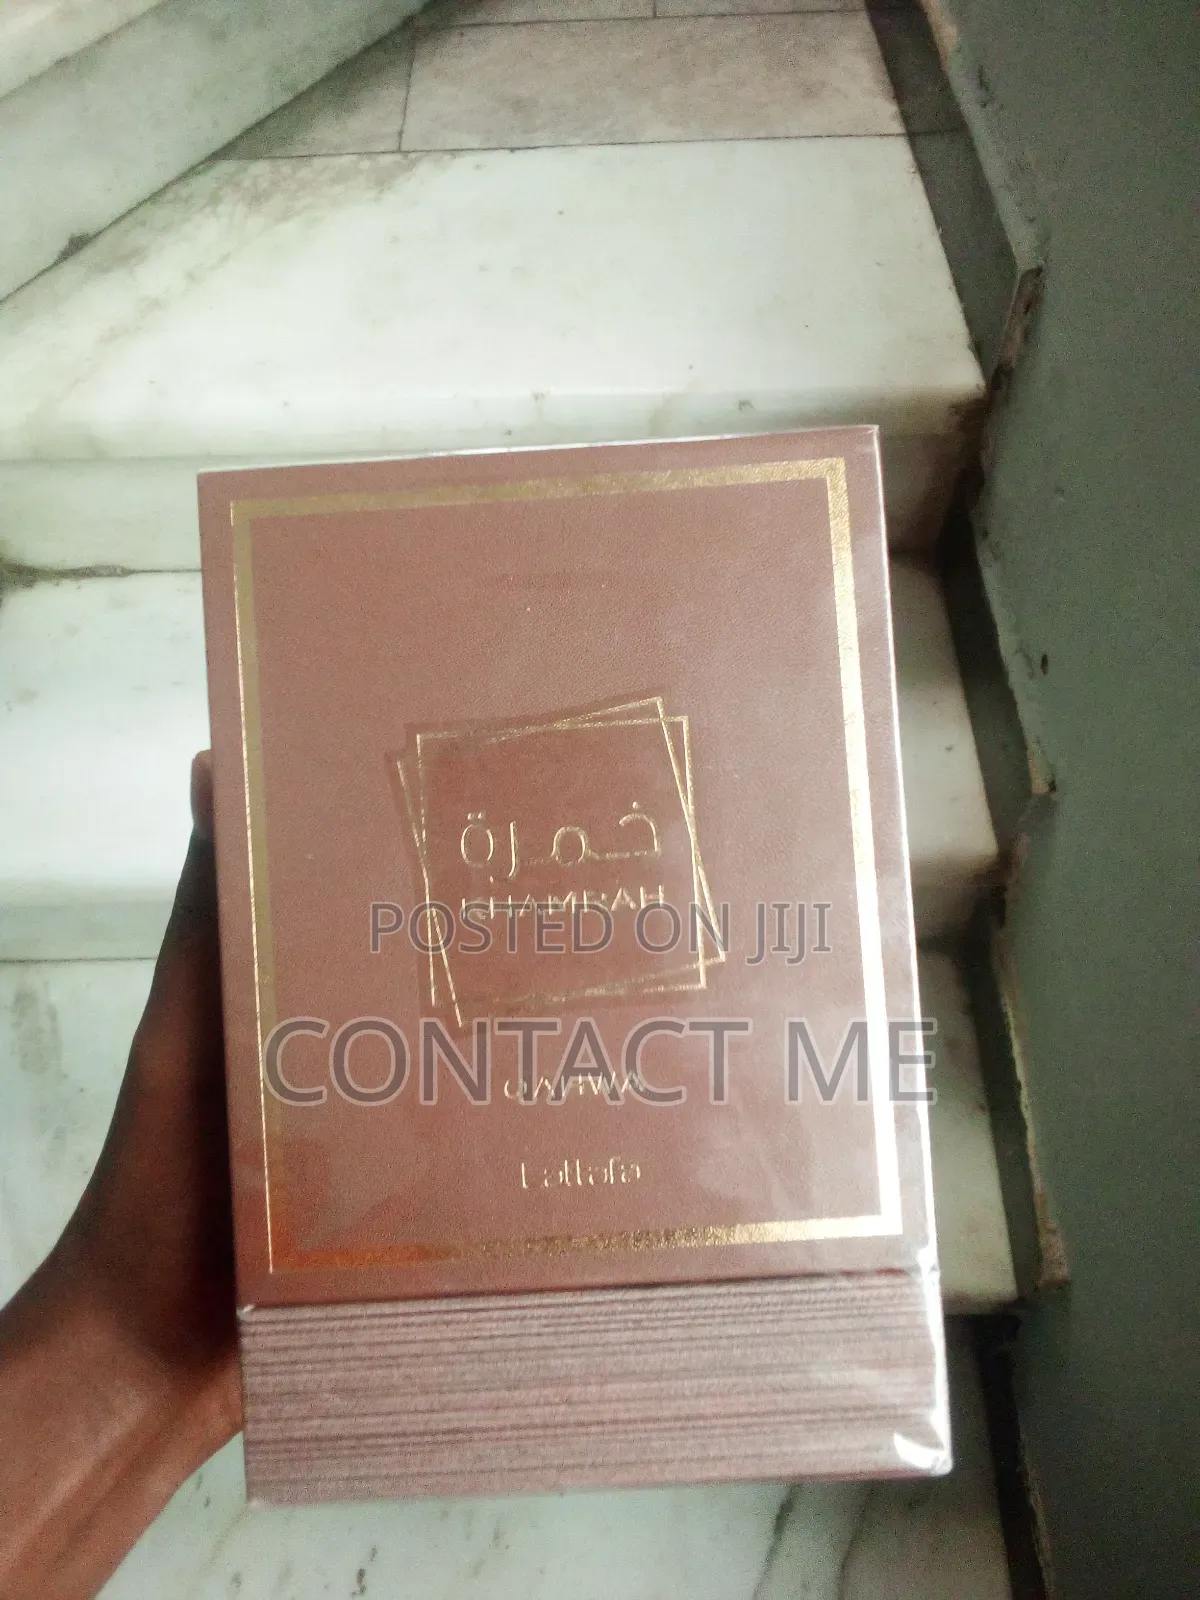 خمرة
KHAMRAH
POSTED ON JIJI
CONTACT ME
QAHWA
Lattafa